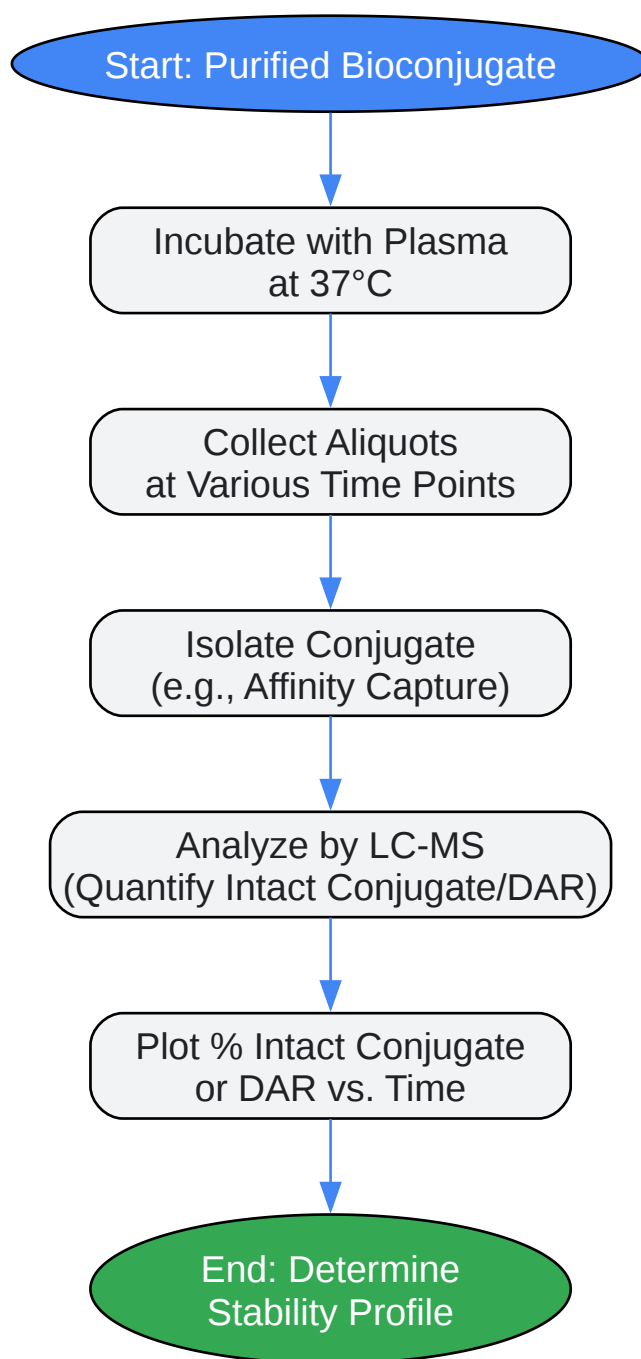 Start: Purified Bioconjugate
Incubate with Plasma
at 37°C
Collect Aliquots
at Various Time Points
Isolate Conjugate
(e.g., Affinity Capture)
Analyze by LC-MS
(Quantify Intact Conjugate/DAR)
Plot % Intact Conjugate
or DAR vs. Time
End: Determine
Stability Profile